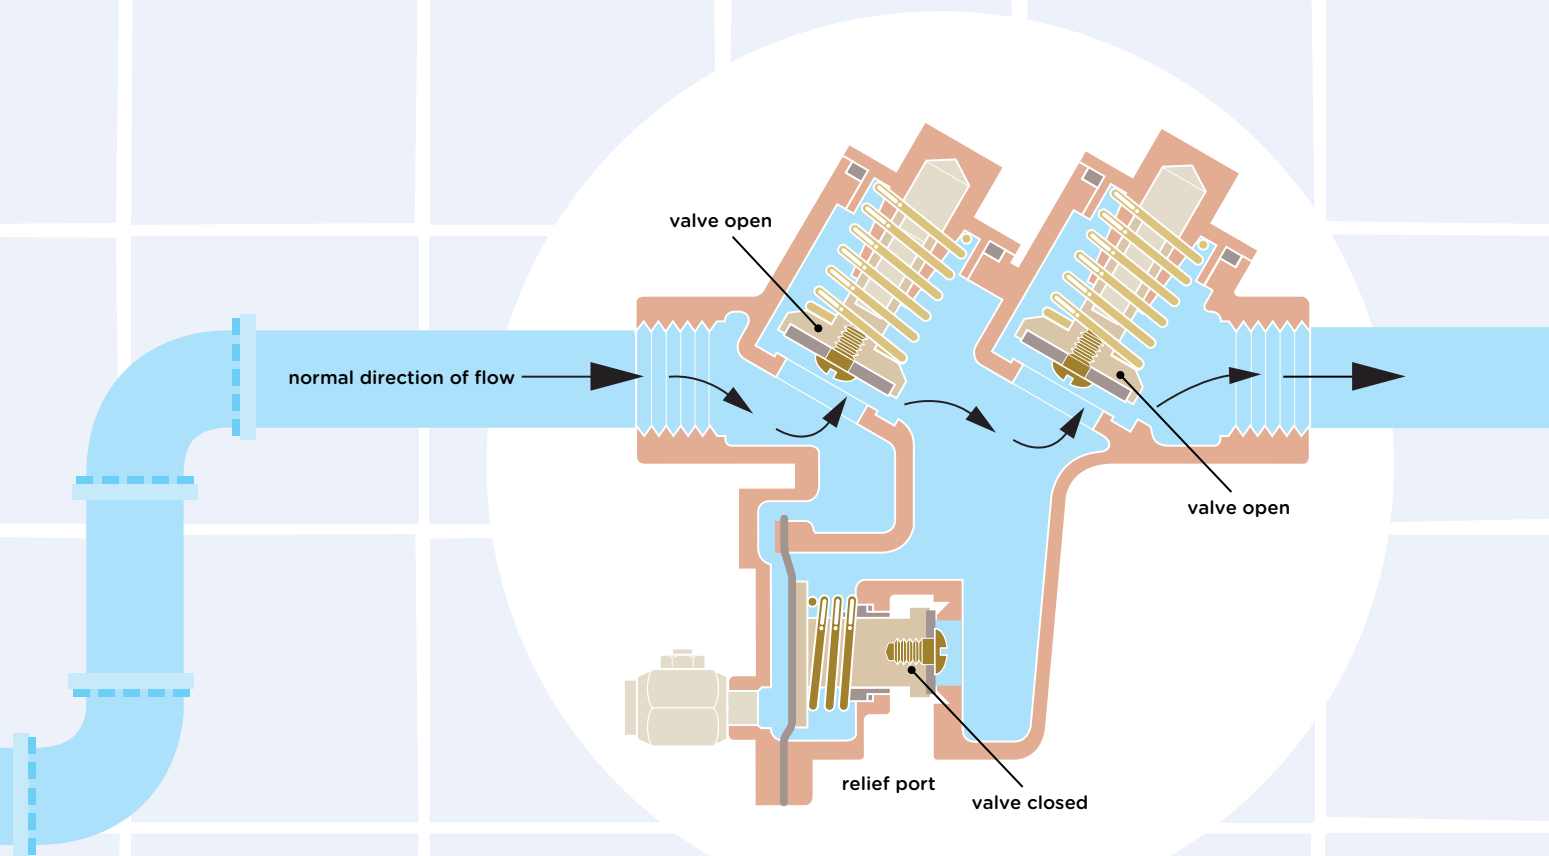 valve open
normal direction of flow
valve open
relief port
valve closed